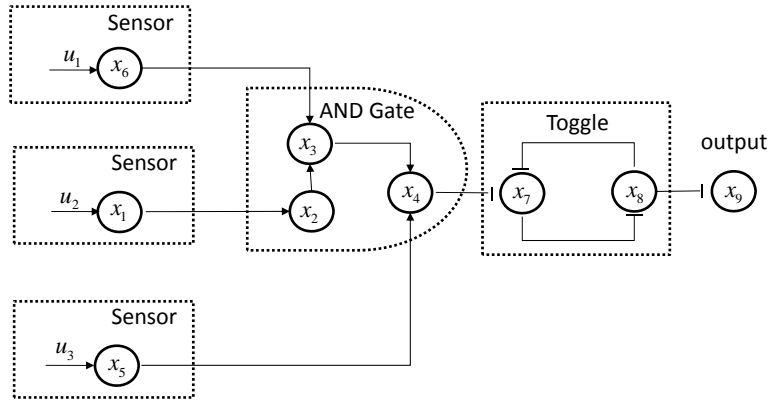 Sensor
u1
x6
AND Gate
x3
Toggle
output
Sensor
u2
x1
x2
x4
x7
x8
x9
Sensor
u3
x5